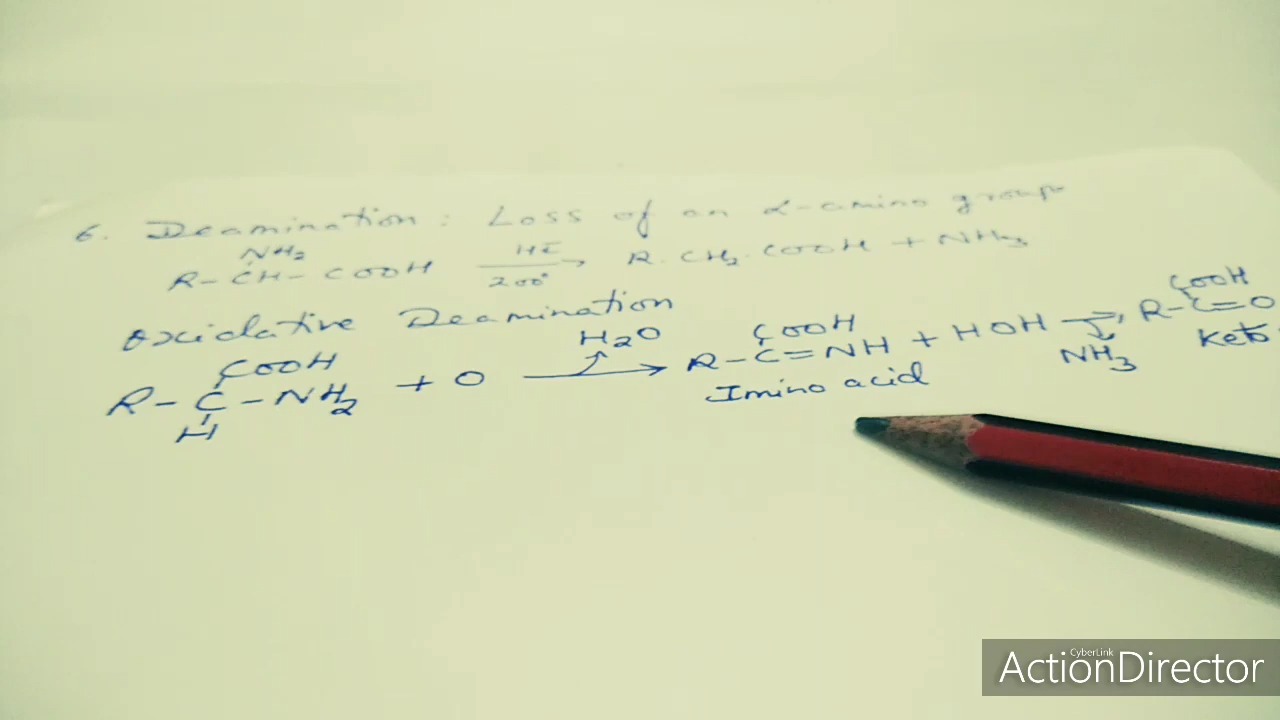 6. Deamination: Loss of an α-amino group
NH2
R-CH-COOH HI R.CH2.COOH + NH3
200°
Oxidative Deamination
COOH H2O COOH COOH
R-C-NH2 + O → R-C=NH + HOH → R-C=O
H Imino acid NH3 Keto
CyberLink
ActionDirector